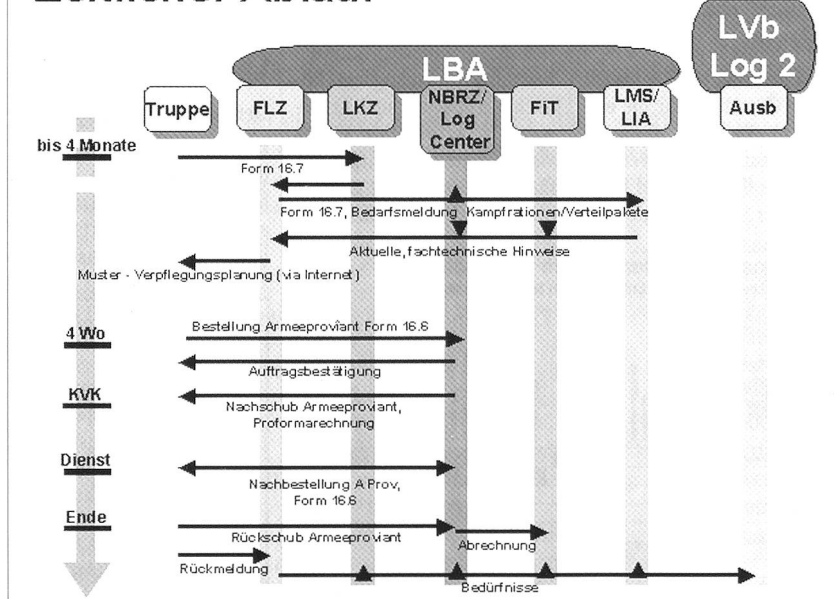 LVb
Log 2
LBA
Truppe
FLZ
LKZ
NBRZ/
Log
Center
FiT
LMS/
LIA
Ausb
bis 4 Monate
Form 16.7
Form 16.7, Bedarfsmeldung Kampfrationen/Verteilpakete
Aktuelle, fachtechnische Hinweise
Muster - Verpflegungsplanung (via Internet)
4 Wo
Bestellung Armeeproviant Form 16.6
Auftragsbestätigung
KVK
Nachschub Armeeproviant,
Proformarechnung
Dienst
Nachbestellung A Prov,
Form 16.6
Ende
Rückschub Armeeproviant
Abrechnung
Rückmeldung
Bedürfnisse